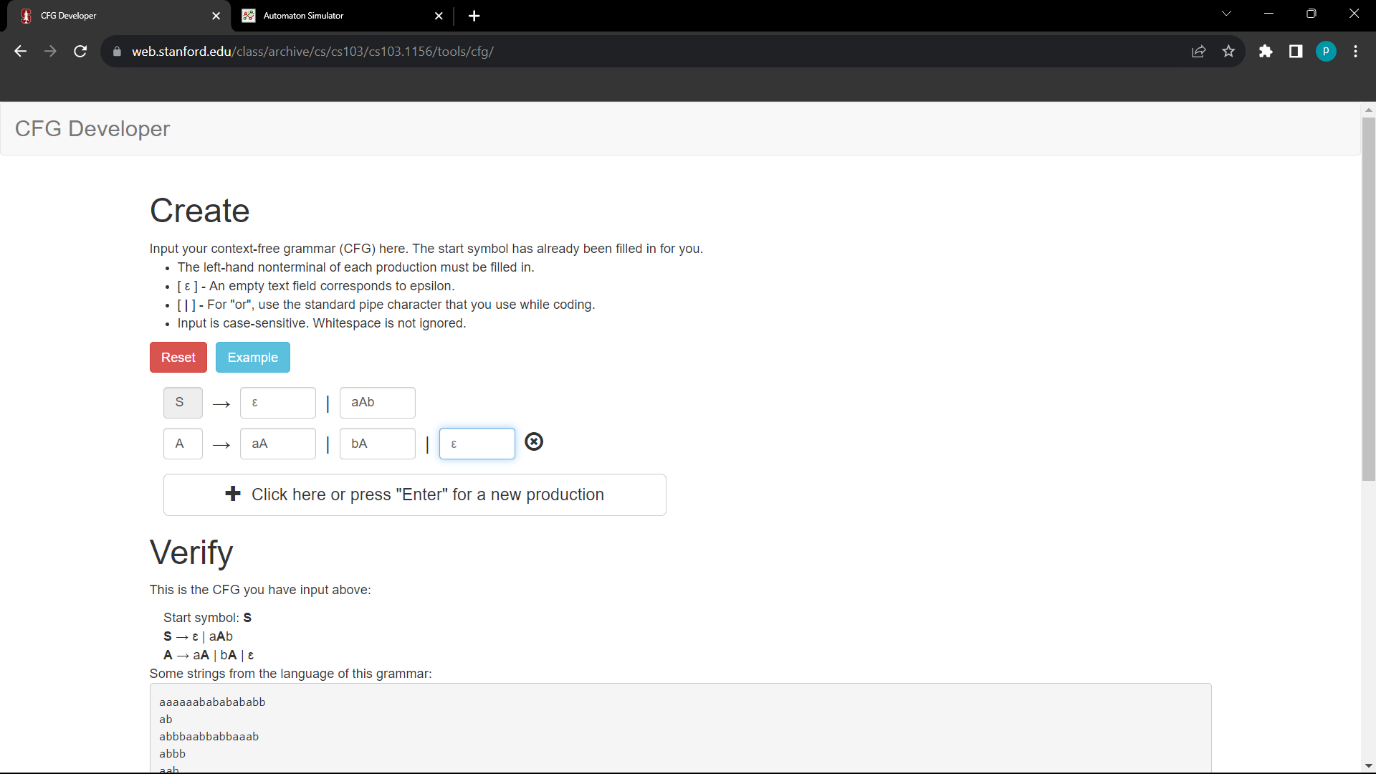 CFG Developer
Automaton Simulator
web.stanford.edu/class/archive/cs/cs103/cs103.1156/tools/cfg/
P
CFG Developer
Create
Input your context-free grammar (CFG) here. The start symbol has already been filled in for you.
• The left-hand nonterminal of each production must be filled in.
• [ ε ] - An empty text field corresponds to epsilon.
• [ | ] - For "or", use the standard pipe character that you use while coding.
• Input is case-sensitive. Whitespace is not ignored.
Reset Example
S → ε | aAb
A → aA | bA | ε
+ Click here or press "Enter" for a new production
Verify
This is the CFG you have input above:
Start symbol: S
S → ε | aAb
A → aA | bA | ε
Some strings from the language of this grammar:
aaaaaababababab​b
ab
abbbaabbabbaaab
abbb
aab